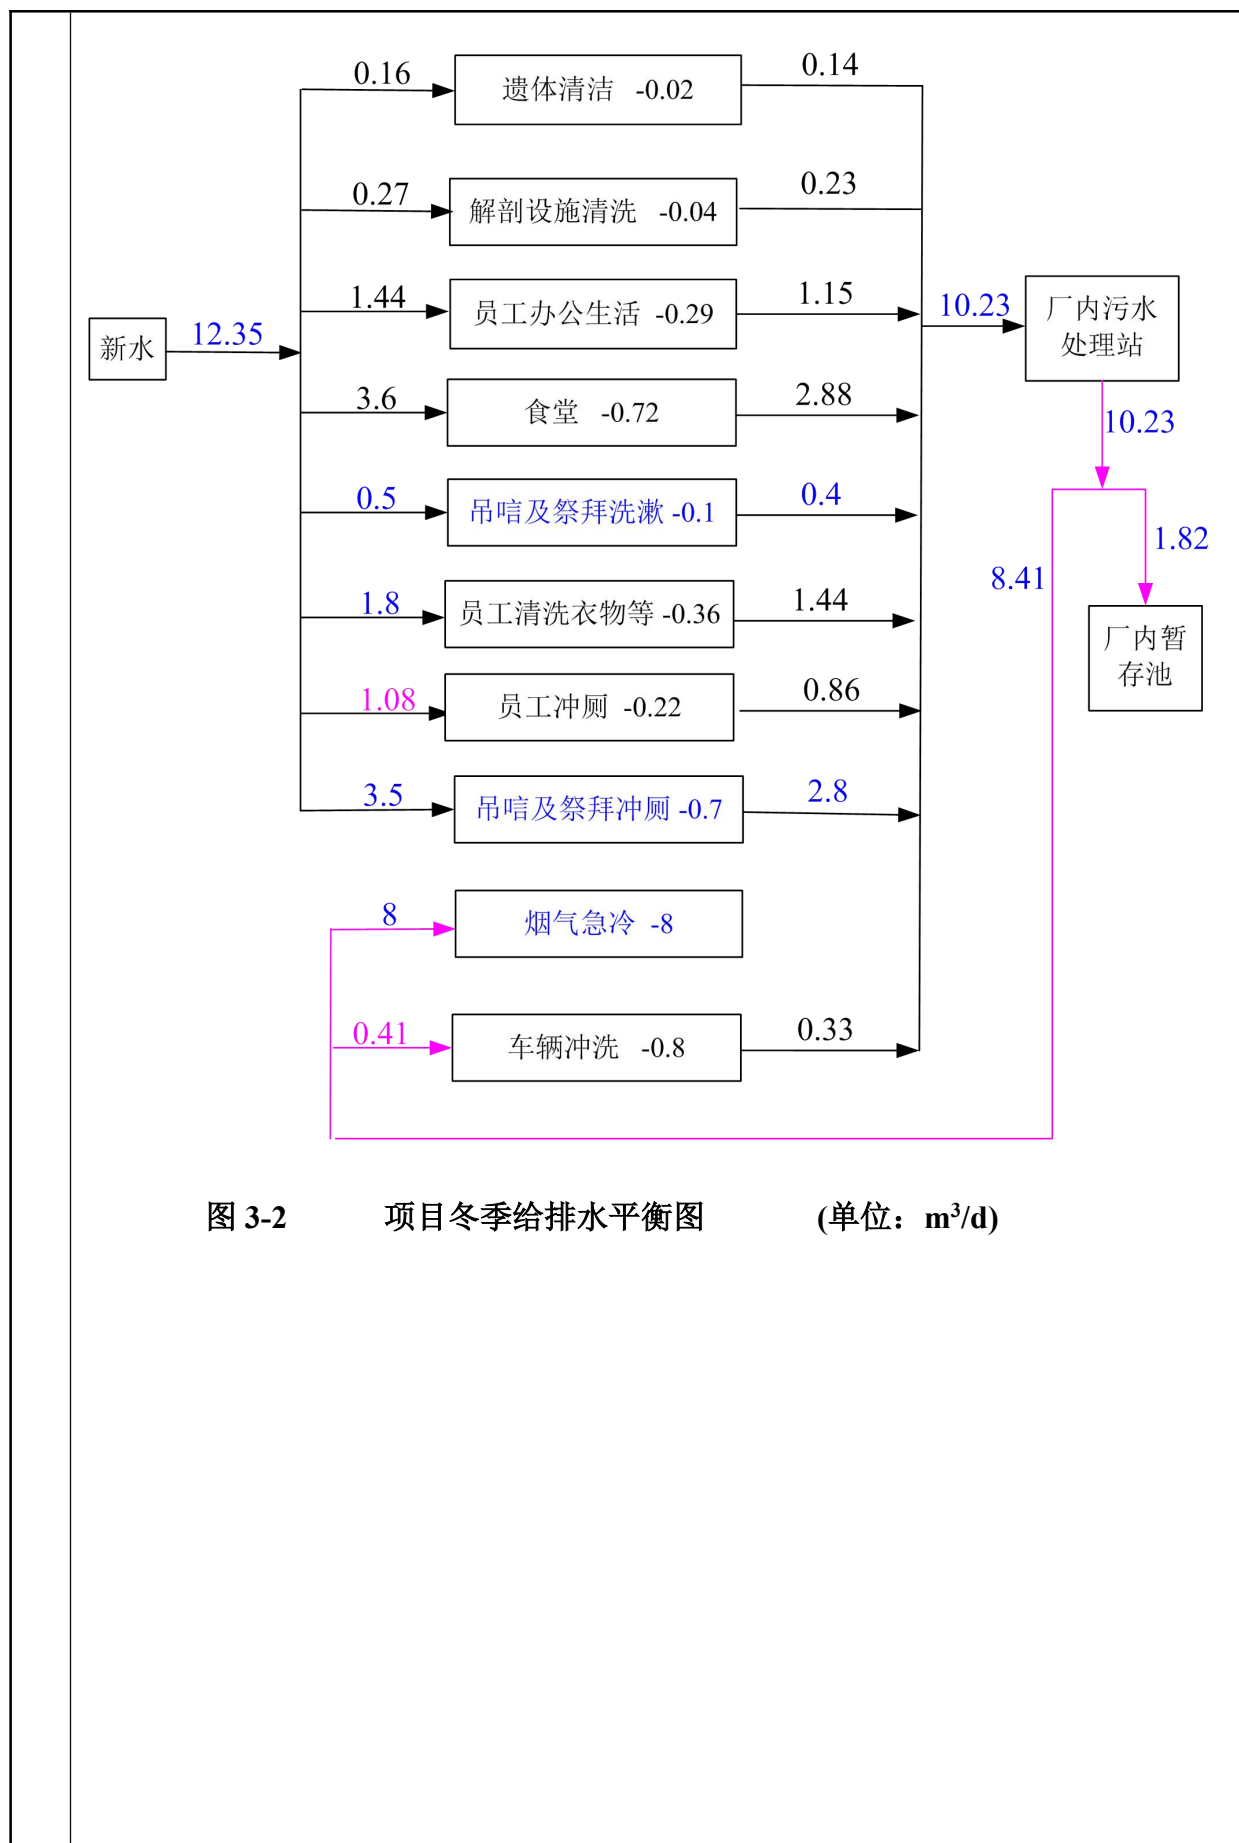 0.16
遗体清洁 -0.02
0.14
0.27
解剖设施清洗 -0.04
0.23
1.44
员工办公生活 -0.29
1.15
新水
12.35
10.23
厂内污水
处理站
3.6
食堂 -0.72
2.88
10.23
0.5
吊唁及祭拜洗漱 -0.1
0.4
1.82
8.41
1.8
员工清洗衣物等 -0.36
1.44
厂内暂
存池
1.08
员工冲厕 -0.22
0.86
3.5
吊唁及祭拜冲厕 -0.7
2.8
8
烟气急冷 -8
0.41
车辆冲洗 -0.8
0.33
图 3-2 项目冬季给排水平衡图 (单位：m³/d)